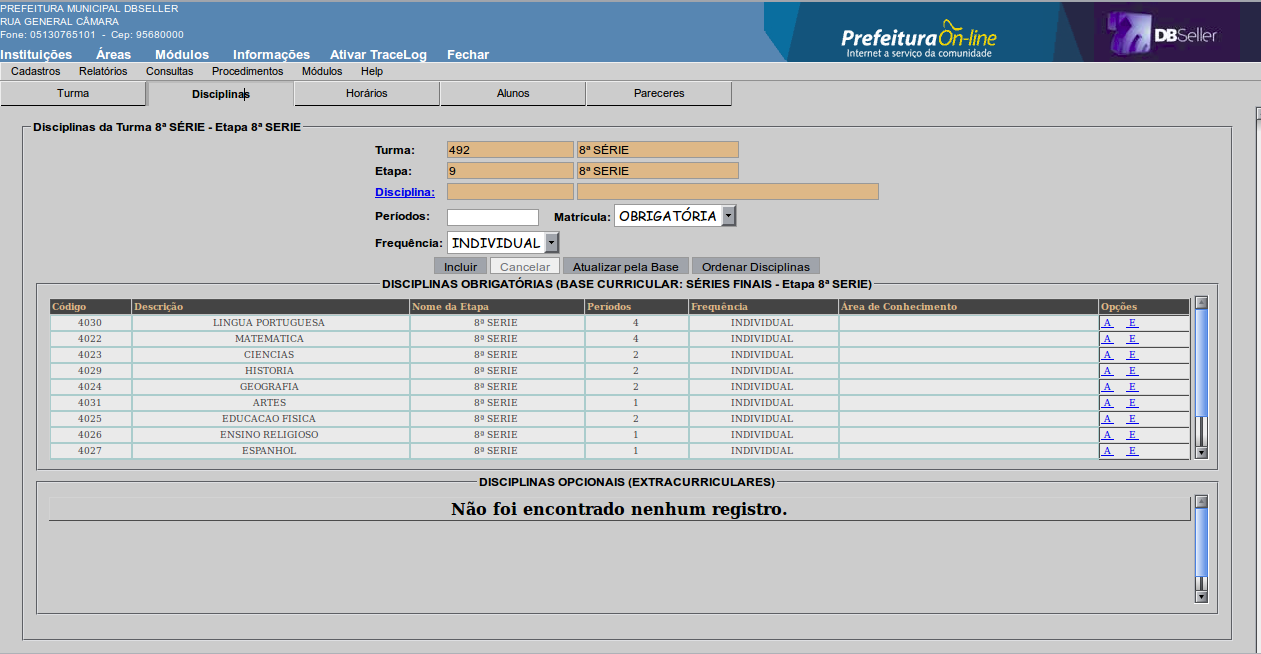 PREFEITURA MUNICIPAL DBSELLER
RUA GENERAL CÂMARA
Fone: 05130765101 - Cep: 95680000
PrefeituraOn-line
Internet a serviço da comunidade
DBSeller
Instituições Áreas Módulos Informações Ativar TraceLog Fechar
Cadastros Relatórios Consultas Procedimentos Módulos Help
Turma Disciplinas Horários Alunos Pareceres
Disciplinas da Turma 8ª SÉRIE - Etapa 8ª SERIE
Turma: 492 8ª SÉRIE
Etapa: 9 8ª SERIE
Disciplina:
Períodos: Matrícula: OBRIGATÓRIA
Frequência: INDIVIDUAL
Incluir Cancelar Atualizar pela Base Ordenar Disciplinas
DISCIPLINAS OBRIGATÓRIAS (BASE CURRICULAR: SÉRIES FINAIS - Etapa 8ª SERIE)
Código Descrição Nome da Etapa Períodos Frequência Área de Conhecimento Opções
4030 LINGUA PORTUGUESA 8ª SERIE 4 INDIVIDUAL A E
4022 MATEMATICA 8ª SERIE 4 INDIVIDUAL A E
4023 CIENCIAS 8ª SERIE 2 INDIVIDUAL A E
4029 HISTORIA 8ª SERIE 2 INDIVIDUAL A E
4024 GEOGRAFIA 8ª SERIE 2 INDIVIDUAL A E
4031 ARTES 8ª SERIE 1 INDIVIDUAL A E
4025 EDUCACAO FISICA 8ª SERIE 2 INDIVIDUAL A E
4026 ENSINO RELIGIOSO 8ª SERIE 1 INDIVIDUAL A E
4027 ESPANHOL 8ª SERIE 1 INDIVIDUAL A E
DISCIPLINAS OPCIONAIS (EXTRACURRICULARES)
Não foi encontrado nenhum registro.